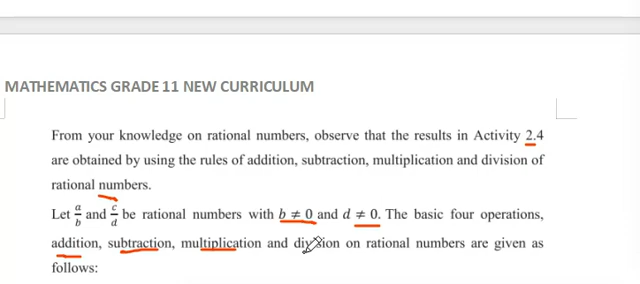 MATHEMATICS GRADE 11 NEW CURRICULUM
From your knowledge on rational numbers, observe that the results in Activity 2.4
are obtained by using the rules of addition, subtraction, multiplication and division of
rational numbers.
Let a/b and c/d be rational numbers with b ≠ 0 and d ≠ 0. The basic four operations,
addition, subtraction, multiplication and division on rational numbers are given as
follows: